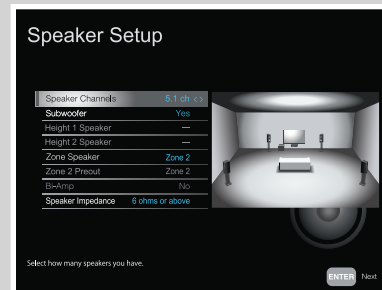 Speaker Setup
Speaker Channels 5.1 ch < >
Subwoofer Yes
Height 1 Speaker —
Height 2 Speaker —
Zone Speaker Zone 2
Zone 2 Preout Zone 2
Bi-Amp No
Speaker Impedance 6 ohms or above
Select how many speakers you have.
ENTER Next